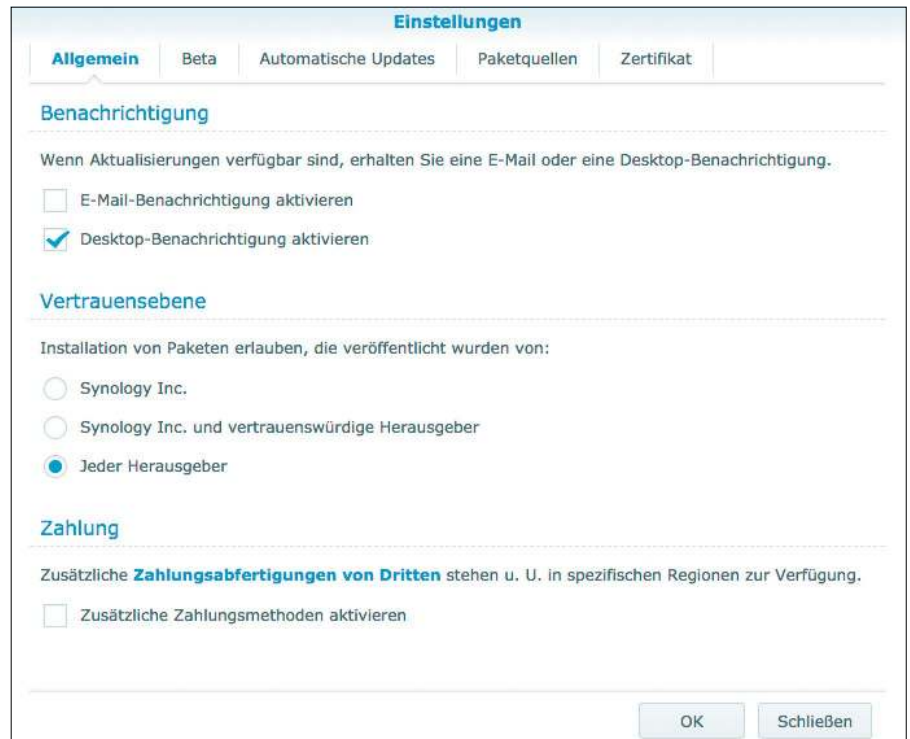 Einstellungen
Allgemein Beta Automatische Updates Paketquellen Zertifikat
Benachrichtigung
Wenn Aktualisierungen verfügbar sind, erhalten Sie eine E-Mail oder eine Desktop-Benachrichtigung.
E-Mail-Benachrichtigung aktivieren
Desktop-Benachrichtigung aktivieren
Vertrauensebene
Installation von Paketen erlauben, die veröffentlicht wurden von:
Synology Inc.
Synology Inc. und vertrauenswürdige Herausgeber
Jeder Herausgeber
Zahlung
Zusätzliche Zahlungsabfertigungen von Dritten stehen u. U. in spezifischen Regionen zur Verfügung.
Zusätzliche Zahlungsmethoden aktivieren
OK Schließen